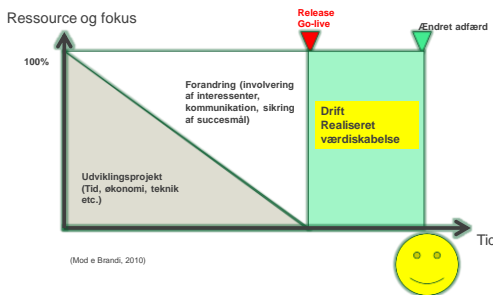 Ressource og fokus
Release
Go-live
Ændret adfærd
100%
Forandring (involvering
af interessenter,
kommunikation, sikring
af succesmål)
Drift
Realiseret
værdiskabelse
Udviklingsprojekt
(Tid, økonomi, teknik
etc.)
Tid
(Mod e Brandi, 2010)